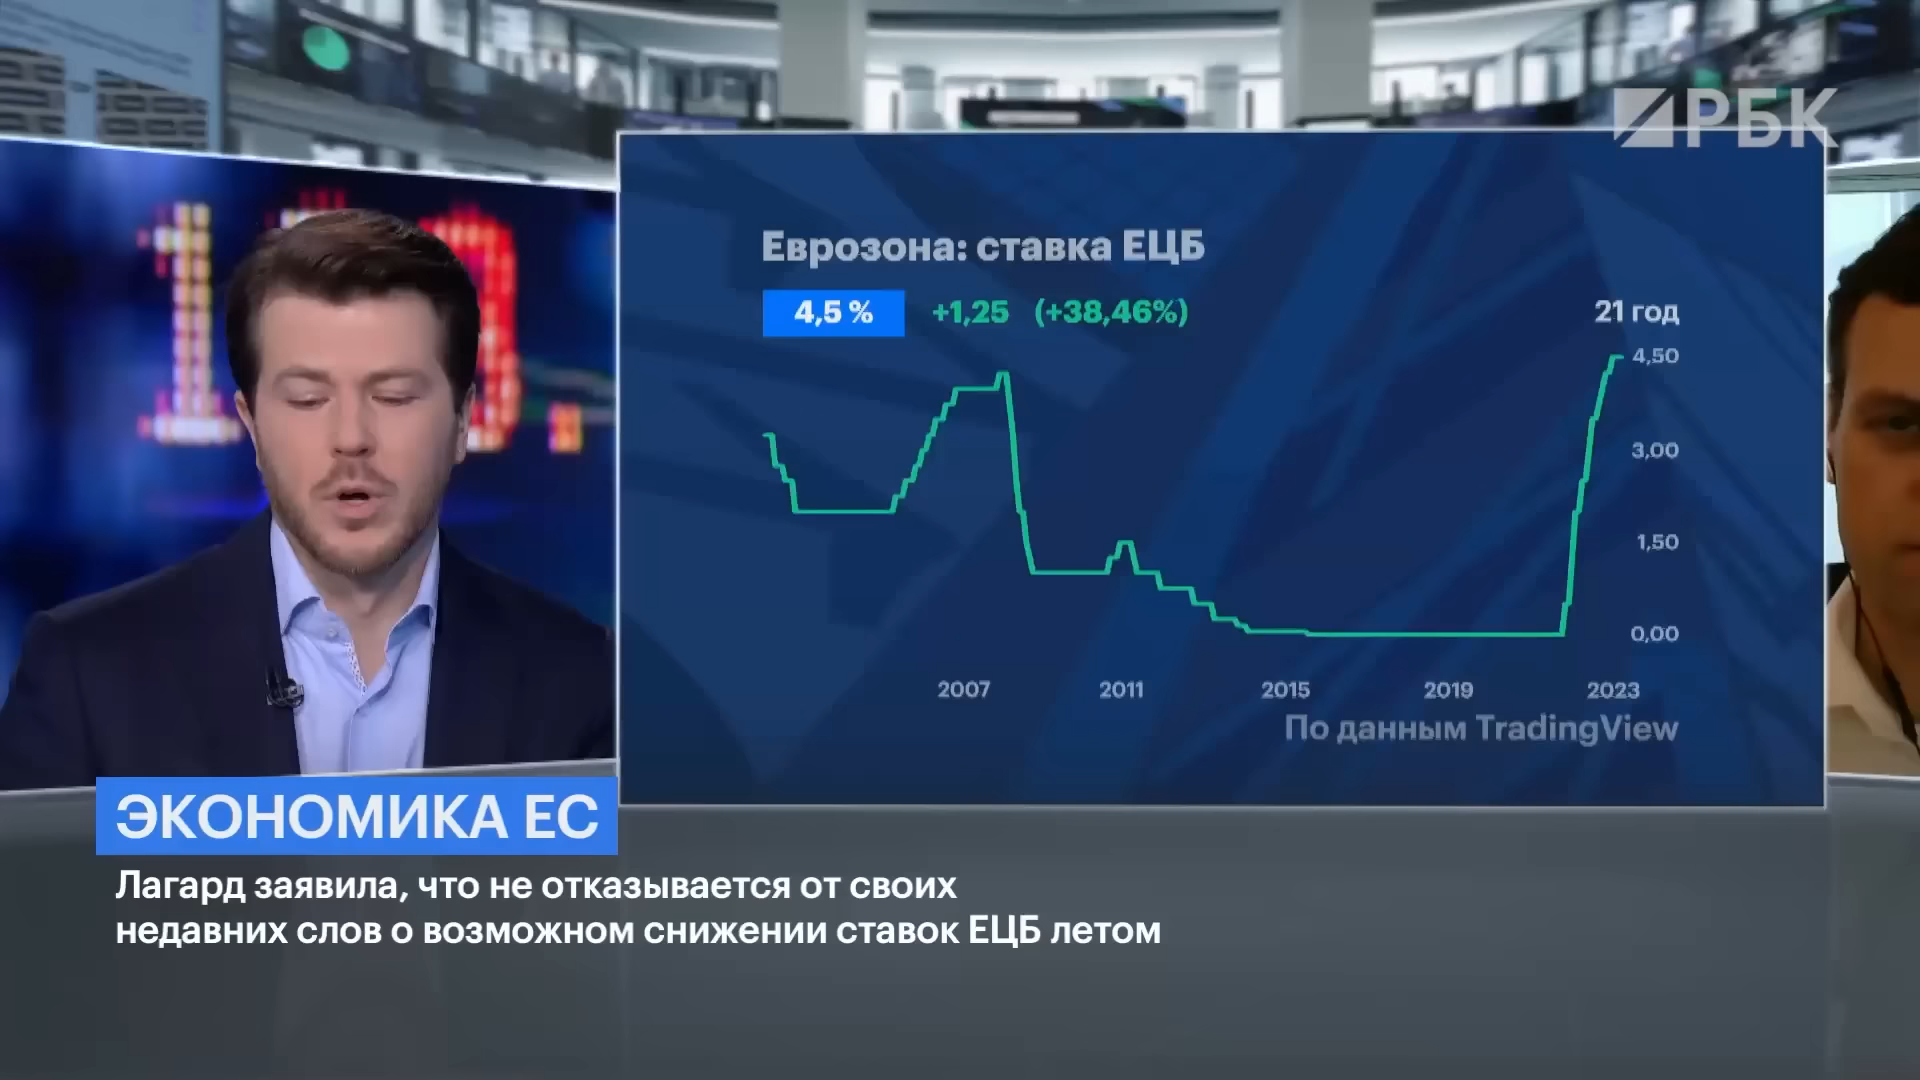 РБК
Еврозона: ставка ЕЦБ
4,5 % +1,25 (+38,46%)
21 год
4,50
3,00
1,50
0,00
2007 2011 2015 2019 2023
По данным TradingView
ЭКОНОМИКА ЕС
Лагард заявила, что не отказывается от своих
недавних слов о возможном снижении ставок ЕЦБ летом